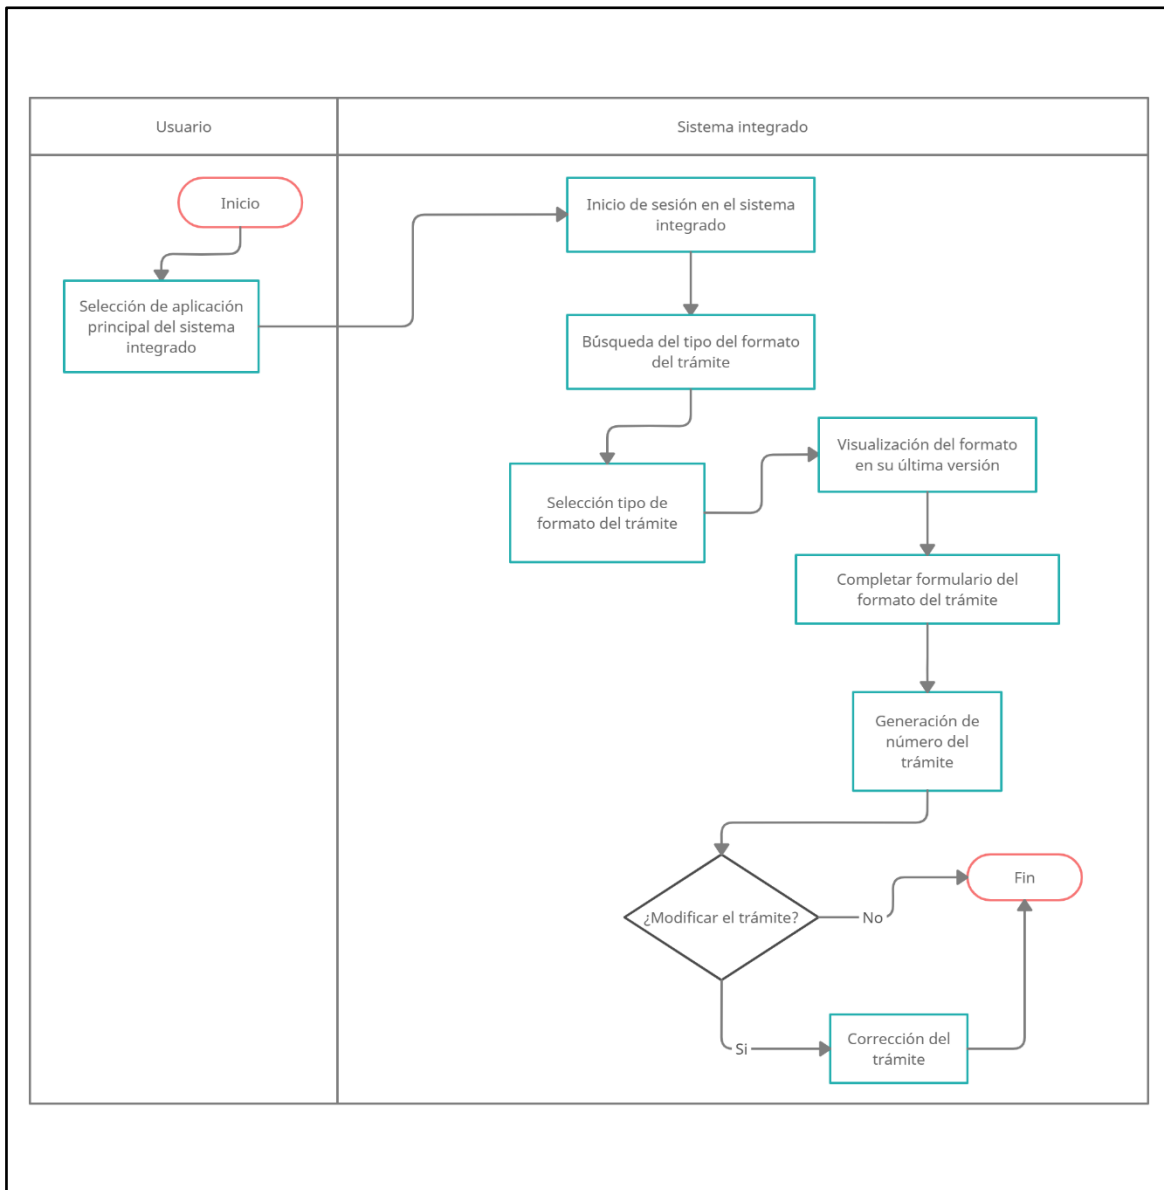 Usuario
Sistema integrado
Inicio
Selección de aplicación
principal del sistema
integrado
Inicio de sesión en el sistema
integrado
Búsqueda del tipo del formato
del trámite
Selección tipo de
formato del trámite
Visualización del formato
en su última versión
Completar formulario del
formato del trámite
Generación de
número del
trámite
¿Modificar el trámite?
No
Fin
Si
Corrección del
trámite